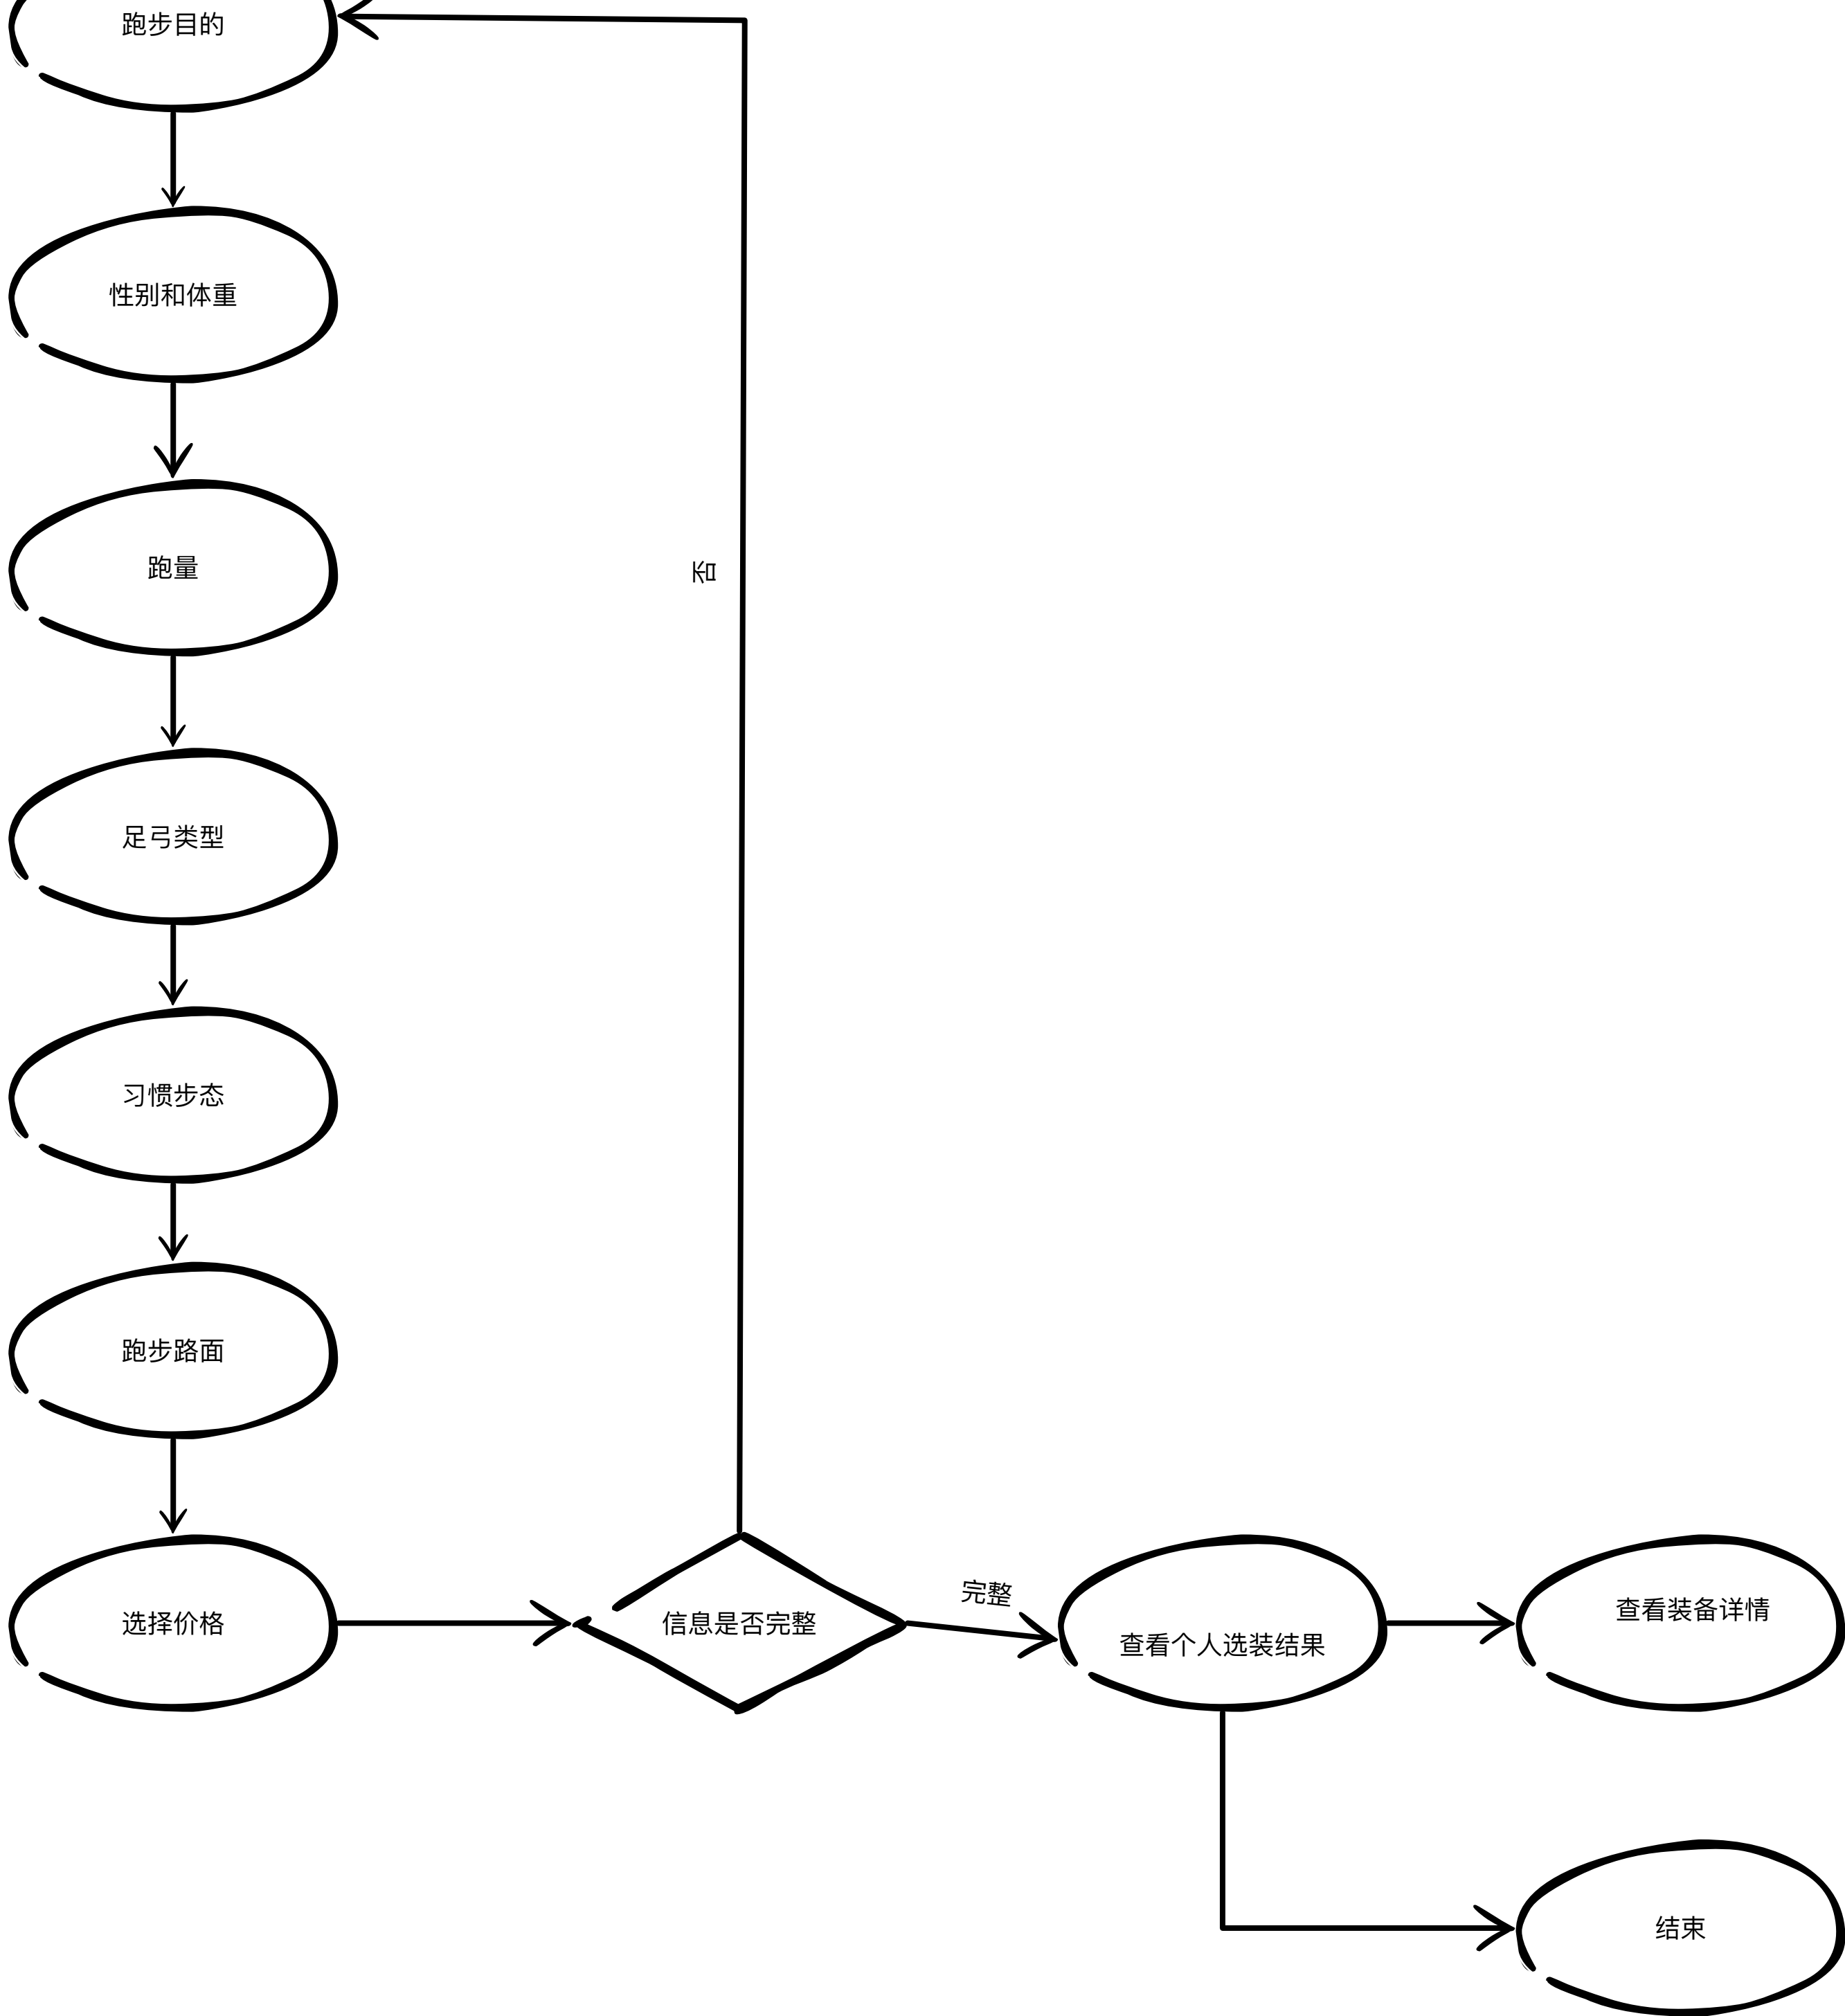 跑步目的
性别和体重
跑量
否
足弓类型
习惯步态
跑步路面
选择价格
信息是否完整
完整
查看个人选装结果
查看装备详情
结束